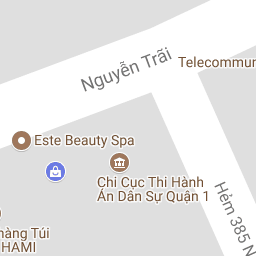 Nguyễn Trãi
Telecommun
Este Beauty Spa
Chi Cục Thi Hành
Án Dân Sự Quận 1
Hẻm 385 N
hàng Túi
HAMI